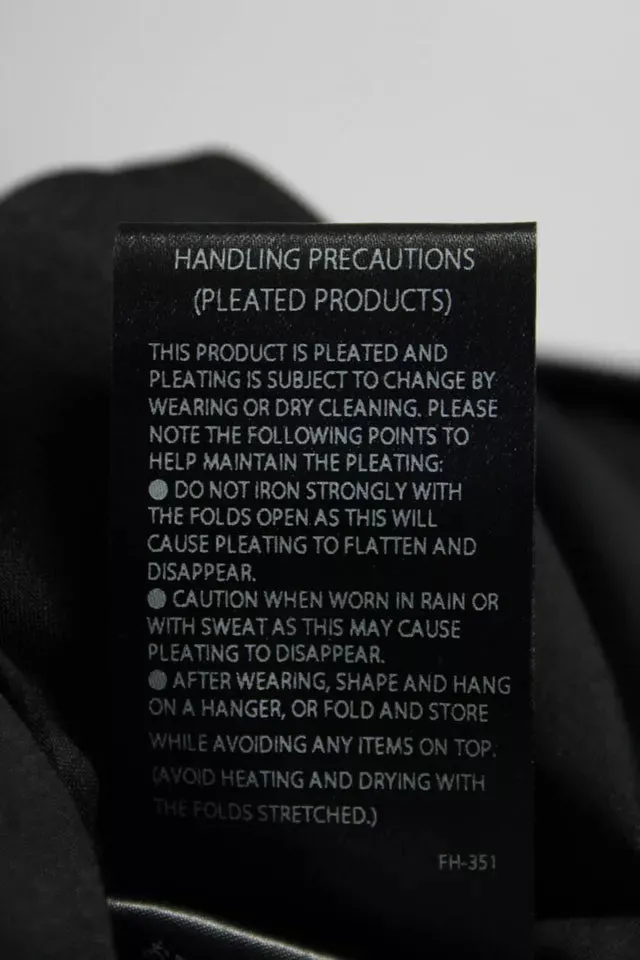 HANDLING PRECAUTIONS
(PLEATED PRODUCTS)
THIS PRODUCT IS PLEATED AND
PLEATING IS SUBJECT TO CHANGE BY
WEARING OR DRY CLEANING. PLEASE
NOTE THE FOLLOWING POINTS TO
HELP MAINTAIN THE PLEATING:
● DO NOT IRON STRONGLY WITH
THE FOLDS OPEN AS THIS WILL
CAUSE PLEATING TO FLATTEN AND
DISAPPEAR.
● CAUTION WHEN WORN IN RAIN OR
WITH SWEAT AS THIS MAY CAUSE
PLEATING TO DISAPPEAR.
● AFTER WEARING, SHAPE AND HANG
ON A HANGER, OR FOLD AND STORE
WHILE AVOIDING ANY ITEMS ON TOP.
(AVOID HEATING AND DRYING WITH
THE FOLDS STRETCHED.)
FH-351